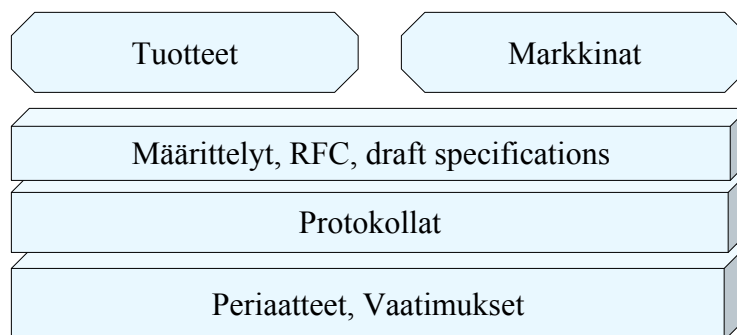 Tuotteet
Markkinat
Määrittelyt, RFC, draft specifications
Protokollat
Periaatteet, Vaatimukset